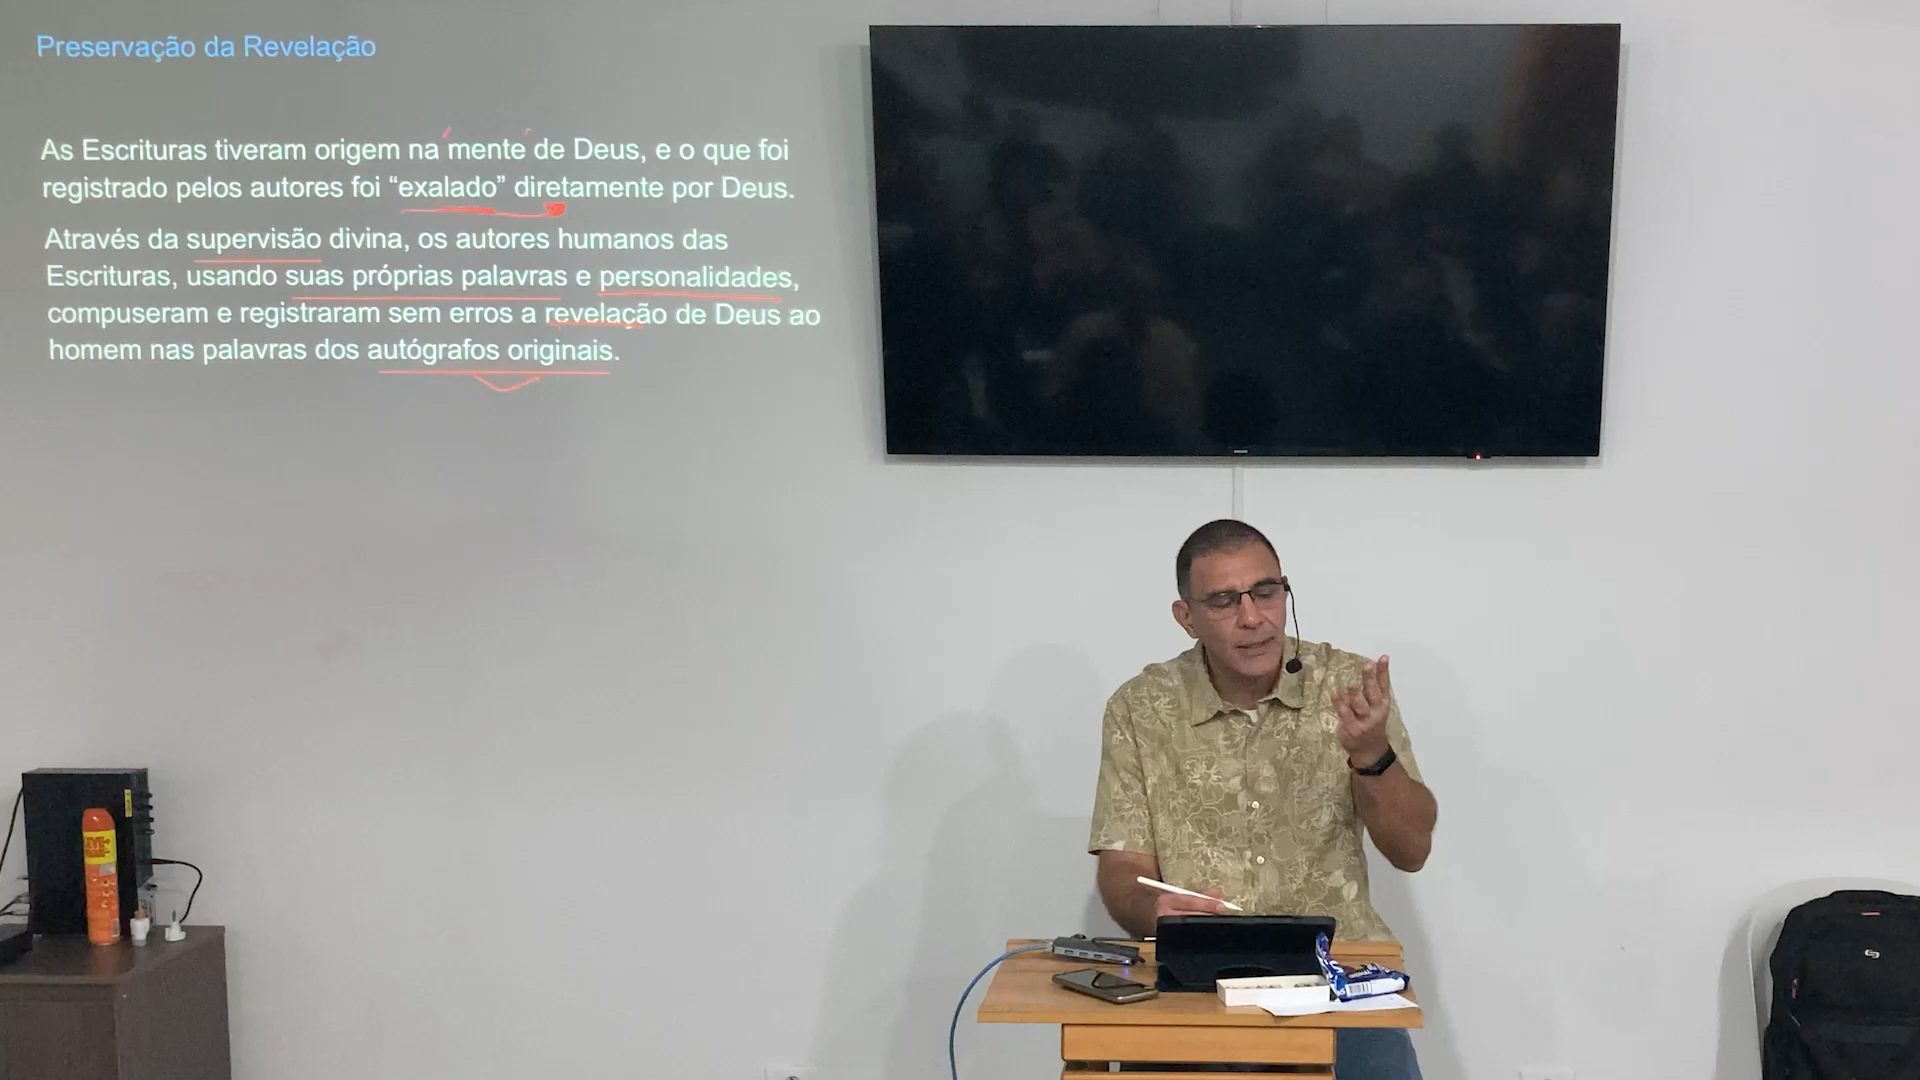 Preservação da Revelação
As Escrituras tiveram origem na mente de Deus, e o que foi
registrado pelos autores foi “exalado” diretamente por Deus.
Através da supervisão divina, os autores humanos das
Escrituras, usando suas próprias palavras e personalidades,
compuseram e registraram sem erros a revelação de Deus ao
homem nas palavras dos autógrafos originais.